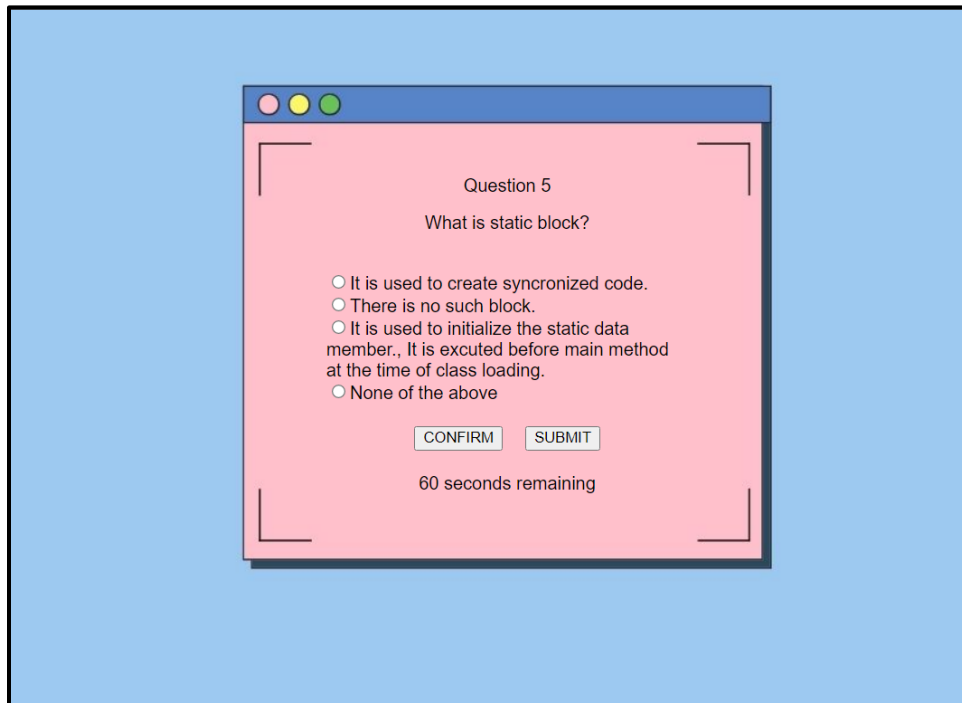 Question 5
What is static block?
It is used to create syncronized code.
There is no such block.
It is used to initialize the static data
member., It is excuted before main method
at the time of class loading.
None of the above
CONFIRM SUBMIT
60 seconds remaining